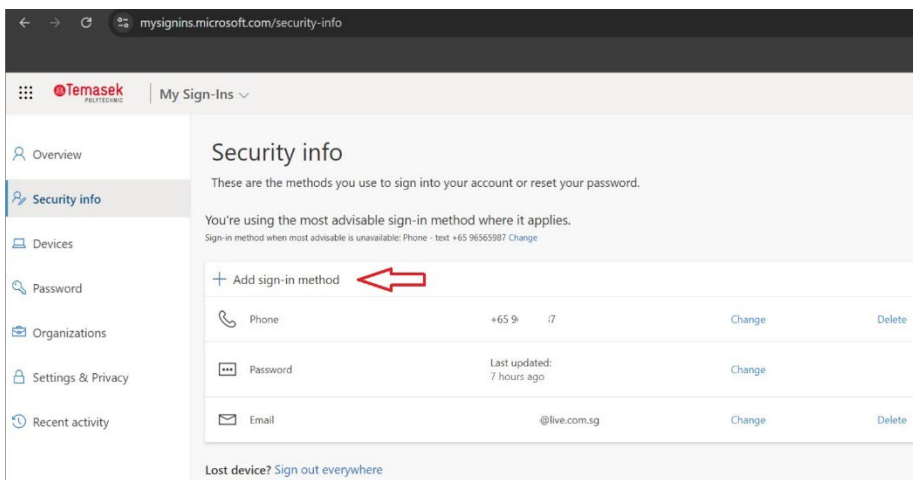 mysignins.microsoft.com/security-info
Temasek
POLYTECHNIC
My Sign-Ins
Overview
Security info
Devices
Password
Organizations
Settings & Privacy
Recent activity
Security info
These are the methods you use to sign into your account or reset your password.
You're using the most advisable sign-in method where it applies.
Sign-in method when most advisable is unavailable: Phone - text +65 96565987 Change
+ Add sign-in method
Phone +65 9 37 Change Delete
Password Last updated: Change
7 hours ago
Email @live.com.sg Change Delete
Lost device? Sign out everywhere